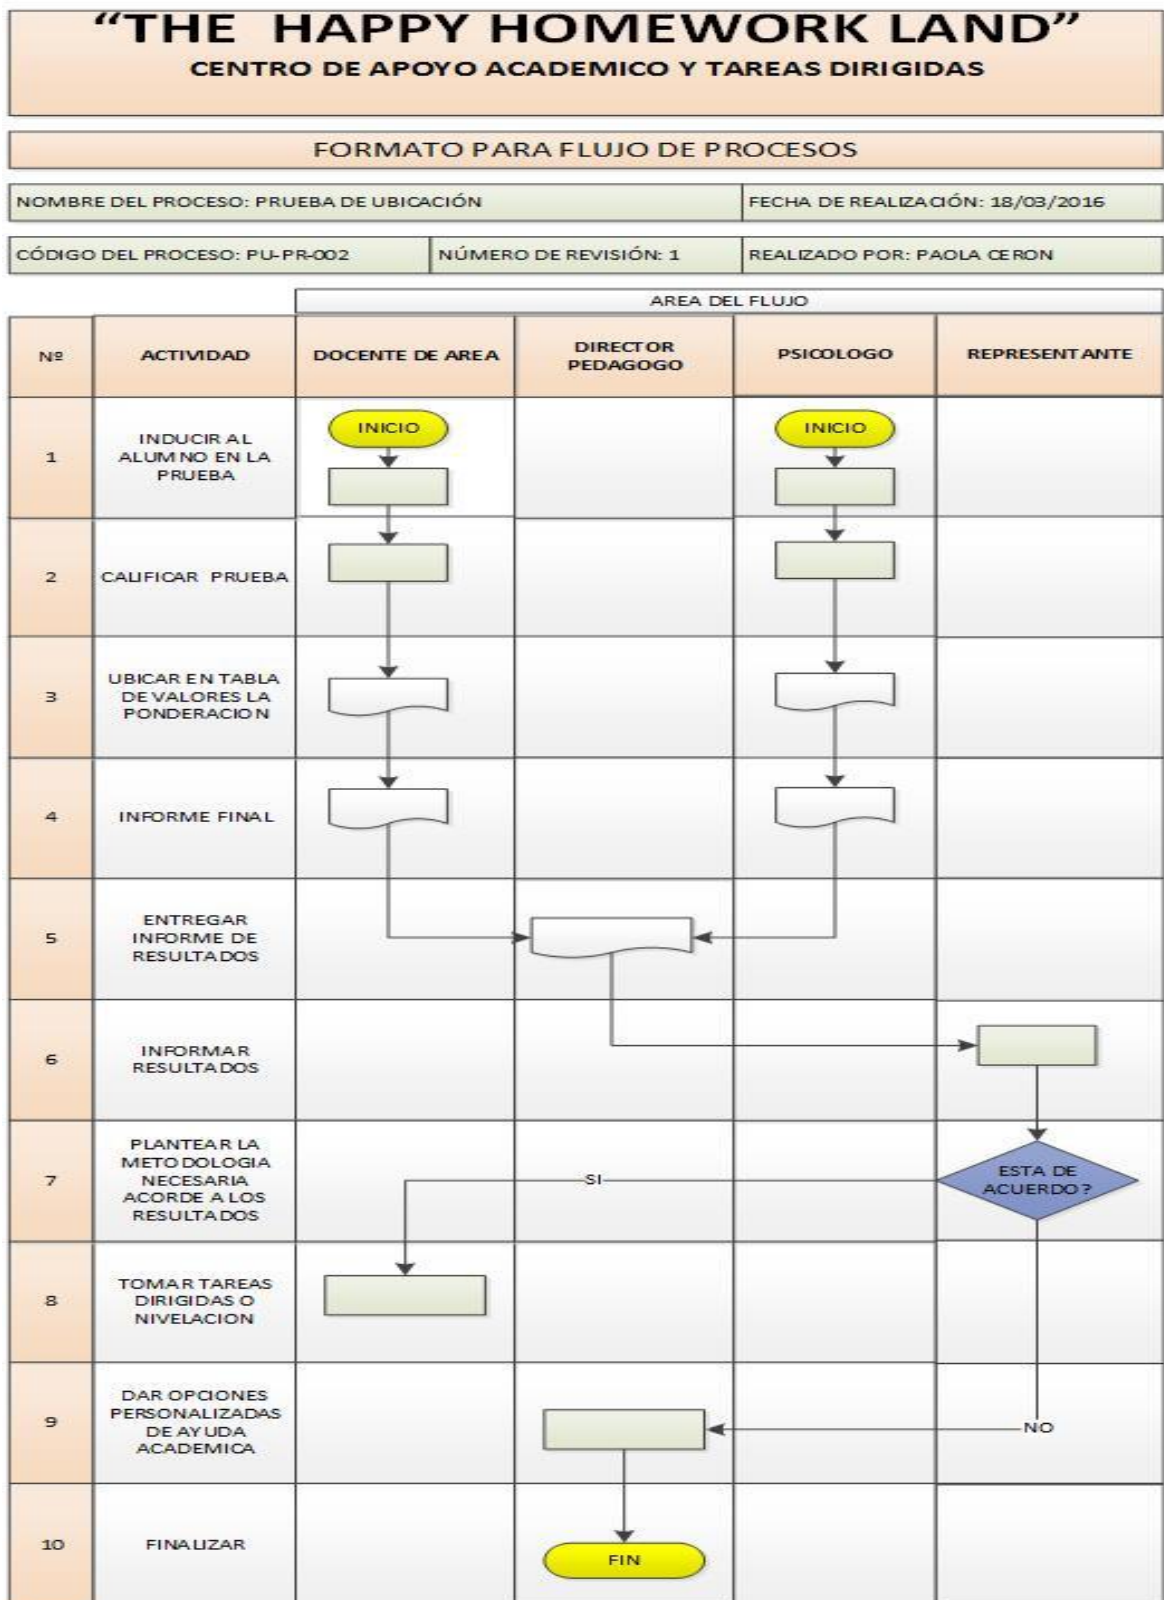 “THE HAPPY HOMEWORK LAND”
CENTRO DE APOYO ACADEMICO Y TAREAS DIRIGIDAS
FORMATO PARA FLUJO DE PROCESOS
NOMBRE DEL PROCESO: PRUEBA DE UBICACIÓN
FECHA DE REALIZACIÓN: 18/03/2016
CÓDIGO DEL PROCESO: PU-PR-002
NÚMERO DE REVISIÓN: 1
REALIZADO POR: PAOLA CERON
AREA DEL FLUJO
Nº
ACTIVIDAD
DOCENTE DE AREA
DIRECTOR
PEDAGOGO
PSICOLOGO
REPRESENTANTE
1
INDUCIR AL
ALUMNO EN LA
PRUEBA
INICIO
INICIO
2
CALIFICAR PRUEBA
3
UBICAR EN TABLA
DE VALORES LA
PONDERACION
4
INFORME FINAL
5
ENTREGAR
INFORME DE
RESULTADOS
6
INFORMAR
RESULTADOS
7
PLANTEAR LA
METODOLOGIA
NECESARIA
ACORDE A LOS
RESULTADOS
SI
ESTA DE
ACUERDO?
8
TOMAR TAREAS
DIRIGIDAS O
NIVELACION
9
DAR OPCIONES
PERSONALIZADAS
DE AYUDA
ACADEMICA
NO
10
FINALIZAR
FIN